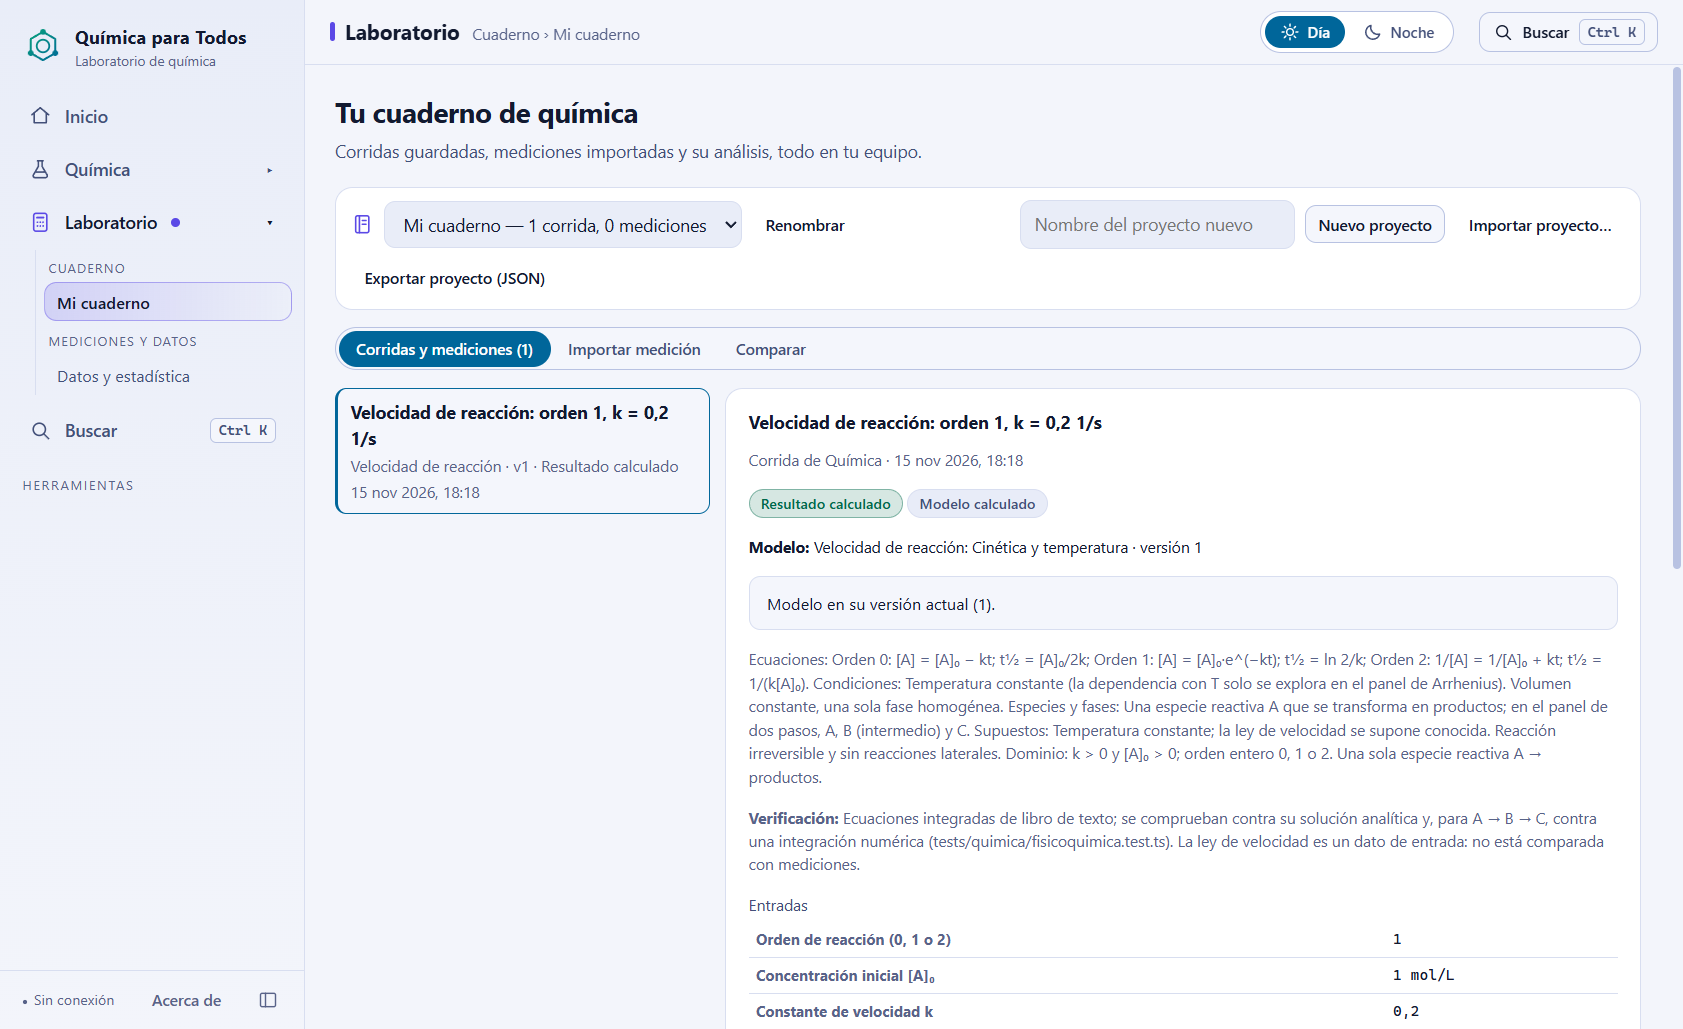 Química para Todos
Laboratorio de química
Inicio
Química
Laboratorio
CUADERNO
Mi cuaderno
MEDICIONES Y DATOS
Datos y estadística
Buscar
Ctrl K
HERRAMIENTAS
Sin conexión
Acerca de
Laboratorio
Cuaderno › Mi cuaderno
Día
Noche
Buscar
Ctrl K
Tu cuaderno de química
Corridas guardadas, mediciones importadas y su análisis, todo en tu equipo.
Mi cuaderno — 1 corrida, 0 mediciones
Renombrar
Nombre del proyecto nuevo
Nuevo proyecto
Importar proyecto...
Exportar proyecto (JSON)
Corridas y mediciones (1)
Importar medición
Comparar
Velocidad de reacción: orden 1, k = 0,2
1/s
Velocidad de reacción · v1 · Resultado calculado
15 nov 2026, 18:18
Velocidad de reacción: orden 1, k = 0,2 1/s
Corrida de Química · 15 nov 2026, 18:18
Resultado calculado
Modelo calculado
Modelo: Velocidad de reacción: Cinética y temperatura · versión 1
Modelo en su versión actual (1).
Ecuaciones: Orden 0: [A] = [A]₀ − kt; t½ = [A]₀/2k; Orden 1: [A] = [A]₀·e^(−kt); t½ = ln 2/k; Orden 2: 1/[A] = 1/[A]₀ + kt; t½ =
1/(k[A]₀). Condiciones: Temperatura constante (la dependencia con T solo se explora en el panel de Arrhenius). Volumen
constante, una sola fase homogénea. Especies y fases: Una especie reactiva A que se transforma en productos; en el panel de
dos pasos, A, B (intermedio) y C. Supuestos: Temperatura constante; la ley de velocidad se supone conocida. Reacción
irreversible y sin reacciones laterales. Dominio: k > 0 y [A]₀ > 0; orden entero 0, 1 o 2. Una sola especie reactiva A →
productos.
Verificación: Ecuaciones integradas de libro de texto; se comprueban contra su solución analítica y, para A → B → C, contra
una integración numérica (tests/quimica/fisicoquimica.test.ts). La ley de velocidad es un dato de entrada: no está comparada
con mediciones.
Entradas
Orden de reacción (0, 1 o 2)
1
Concentración inicial [A]₀
1 mol/L
Constante de velocidad k
0,2